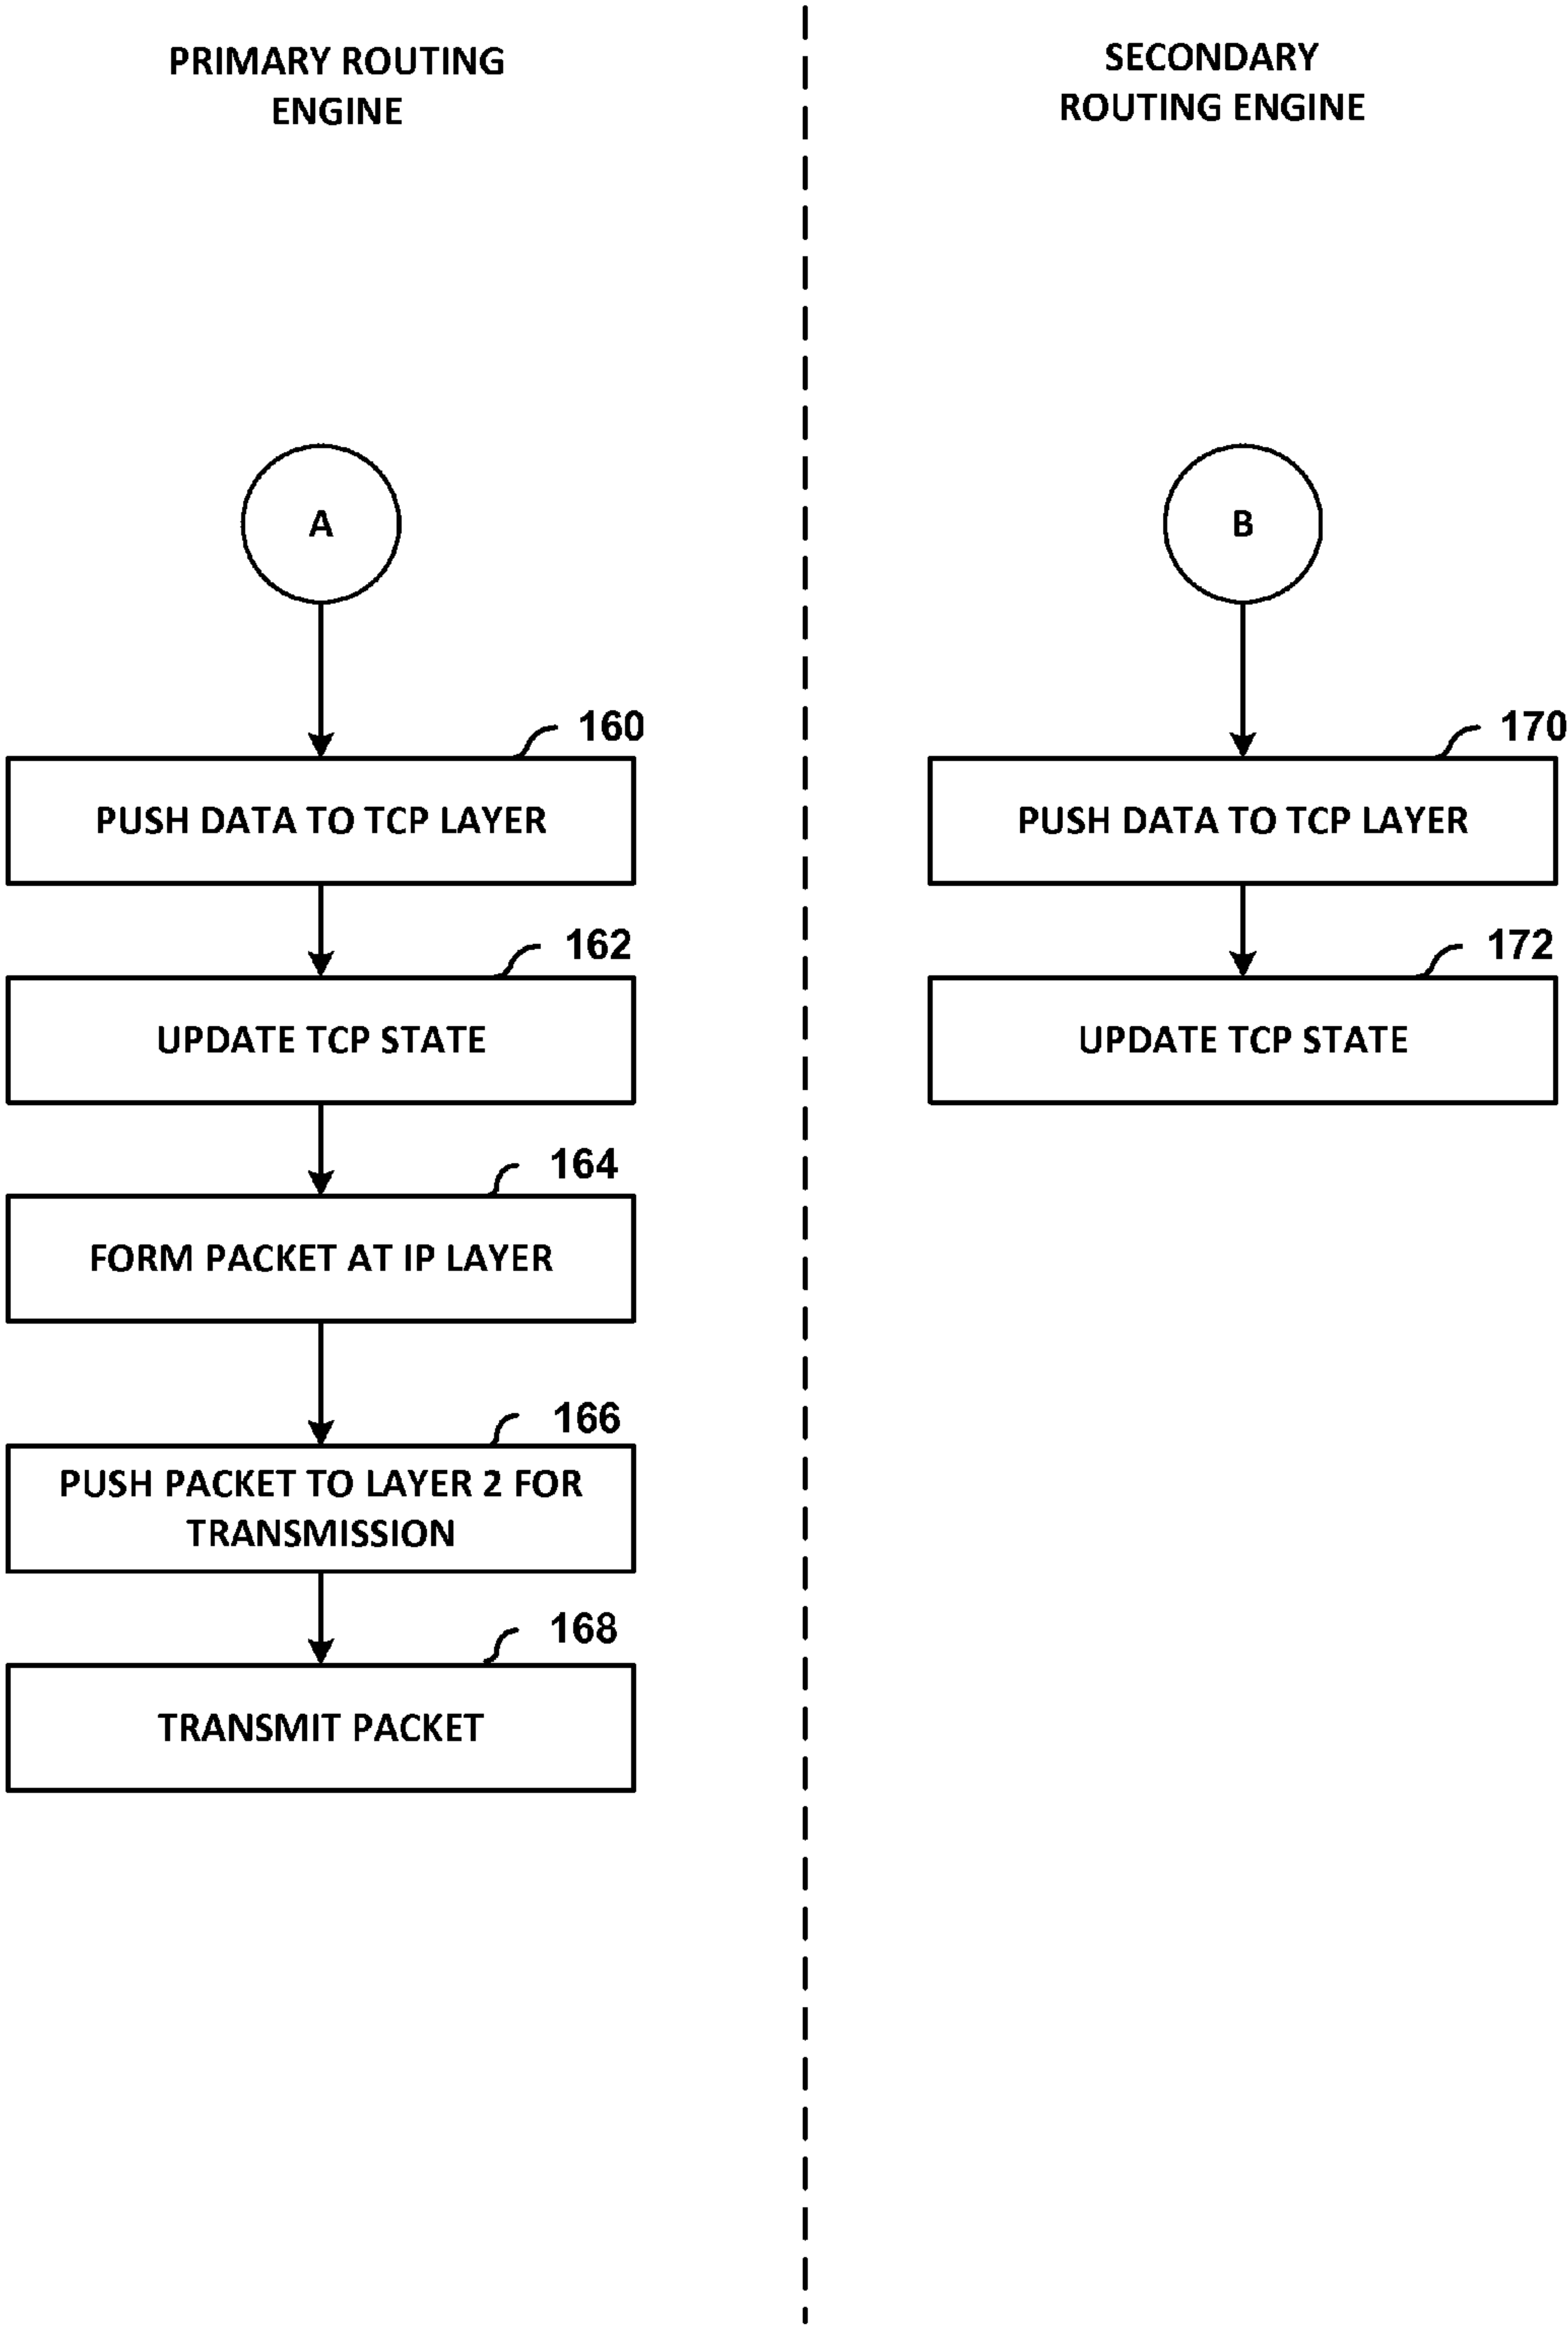 PRIMARY ROUTING
ENGINE
A
160
PUSH DATA TO TCP LAYER
162
UPDATE TCP STATE
164
FORM PACKET AT IP LAYER
166
PUSH PACKET TO LAYER 2 FOR
TRANSMISSION
168
TRANSMIT PACKET
SECONDARY
ROUTING ENGINE
B
170
PUSH DATA TO TCP LAYER
172
UPDATE TCP STATE